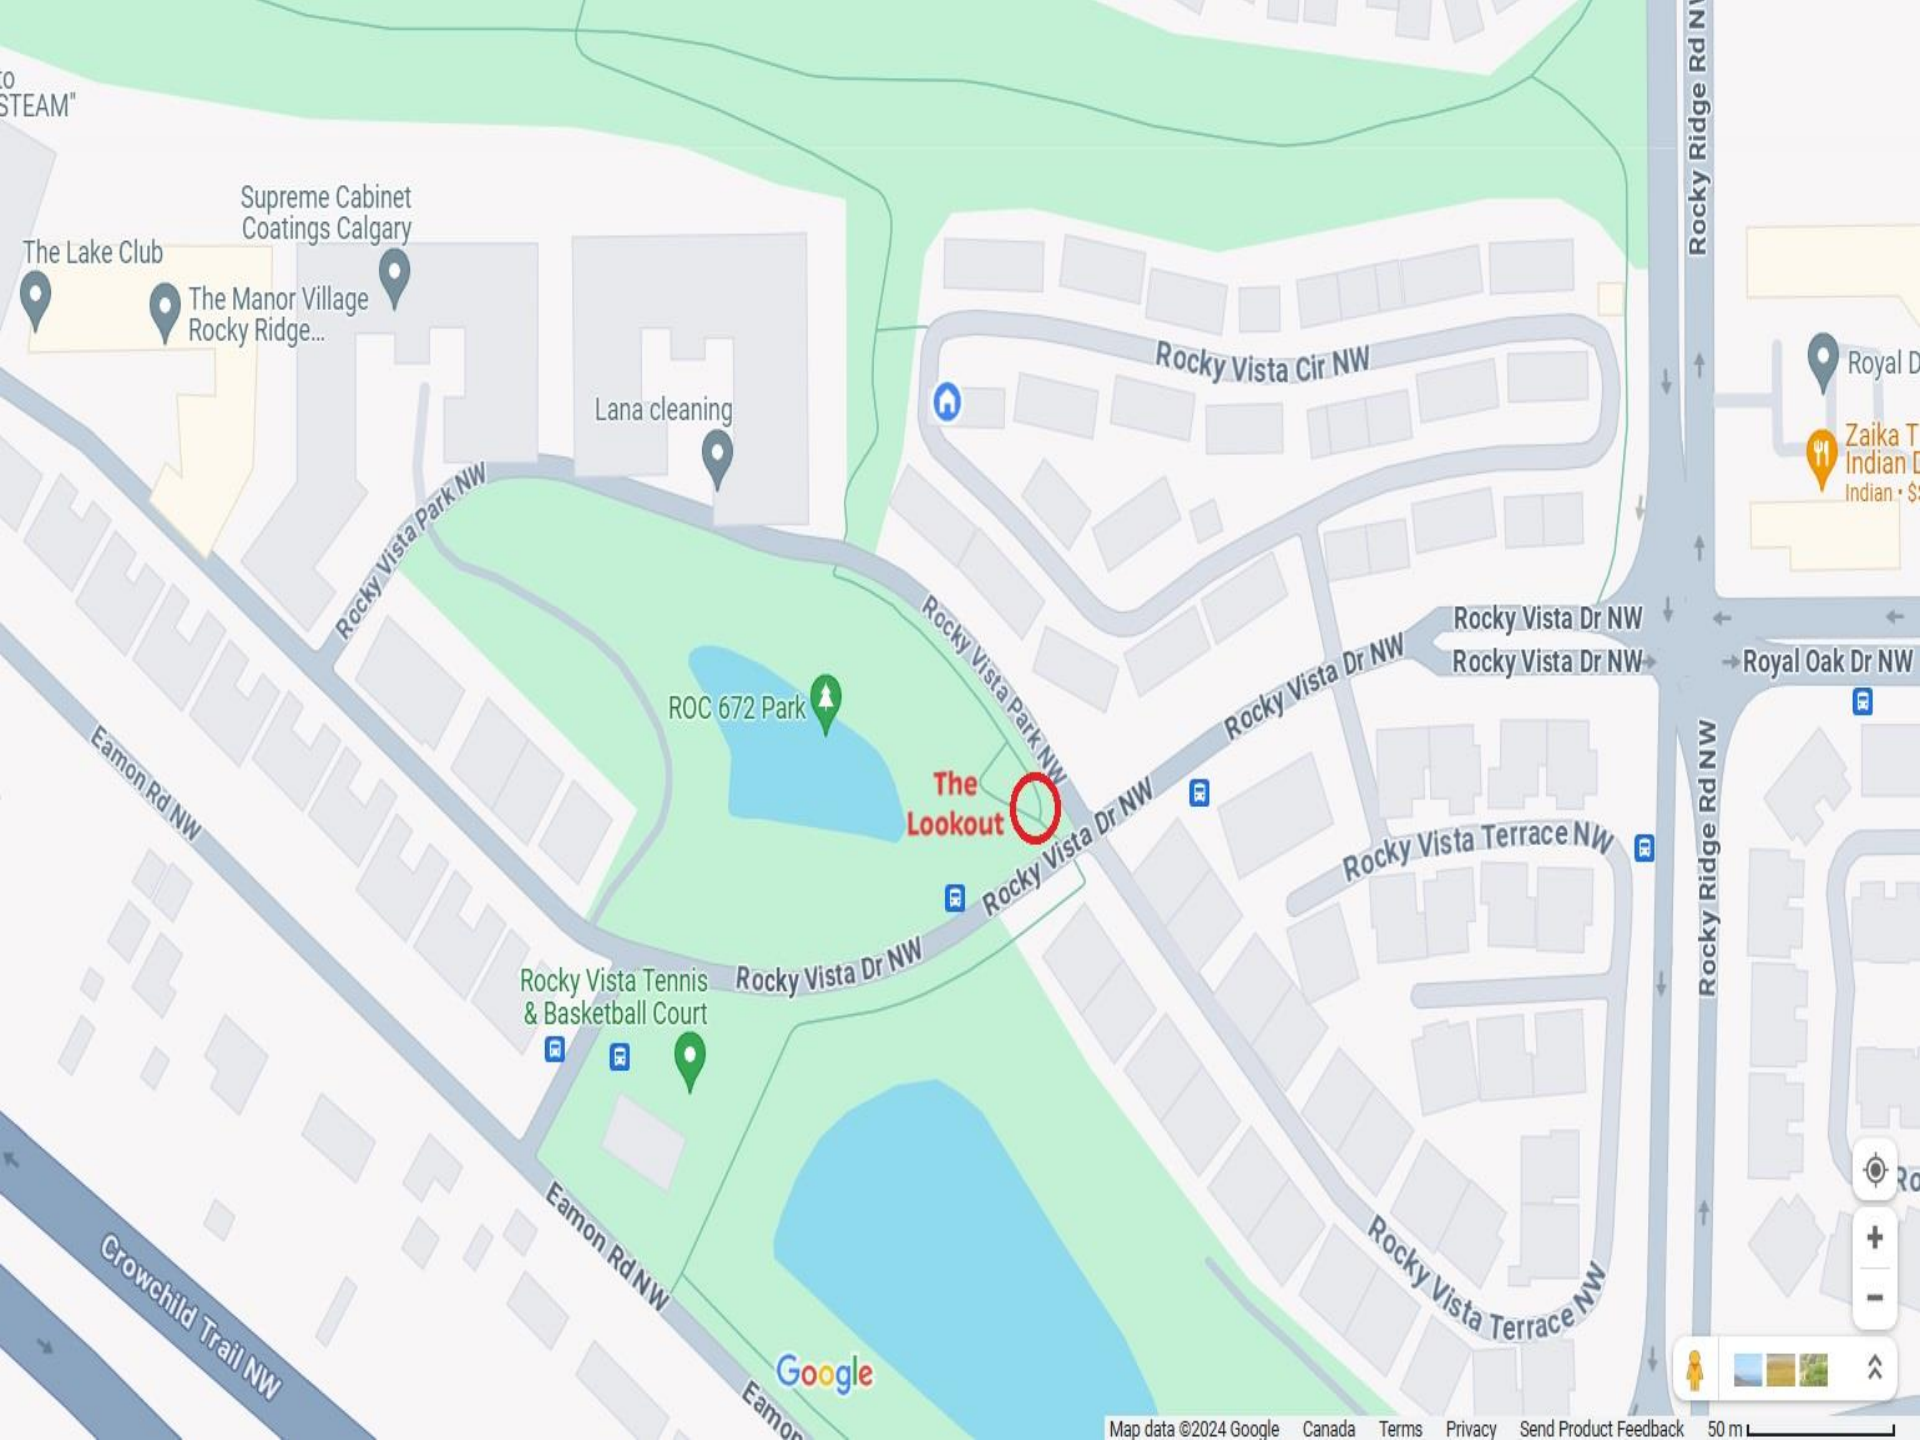 to
STEAM"
Supreme Cabinet
Coatings Calgary
The Lake Club
The Manor Village
Rocky Ridge...
Lana cleaning
Rocky Ridge Rd NW
Rocky Vista Cir NW
Royal D
Zaika T
Indian D
Indian • $
Rocky Vista Park NW
Rocky Vista Park NW
Rocky Vista Dr NW
Rocky Vista Dr NW
Rocky Vista Dr NW
Royal Oak Dr NW
ROC 672 Park
The
Lookout
Eamon Rd NW
Rocky Vista Dr NW
Rocky Vista Terrace NW
Rocky Ridge Rd NW
Rocky Vista Dr NW
Rocky Vista Tennis
& Basketball Court
Ro
Eamon Rd NW
Crowchild Trail NW
Rocky Vista Terrace NW
Google
Eamon
Map data ©2024 Google Canada Terms Privacy Send Product Feedback 50 m